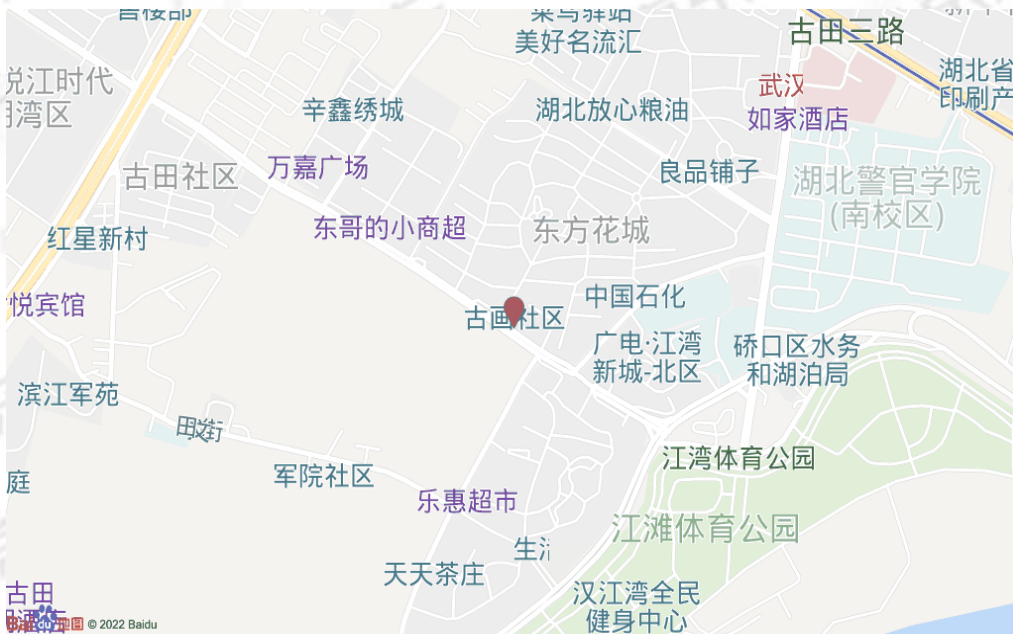 菜鸟驿站
美好名流汇
古田三路
悦江时代
湖北省
印刷产
武汉
如家酒店
辛鑫绣城
湖北放心粮油
万嘉广场
古田社区
良品铺子
湖北警官学院
(南校区)
东哥的小商超
东方花城
红星新村
悦宾馆
中国石化
古画社区
广电·江湾
新城-北区
硚口区水务
和湖泊局
滨江军苑
田街
江湾体育公园
军院社区
庭
乐惠超市
江滩体育公园
生活
天天茶庄
汉江湾全民
健身中心
古田
Bai du 地图 © 2022 Baidu